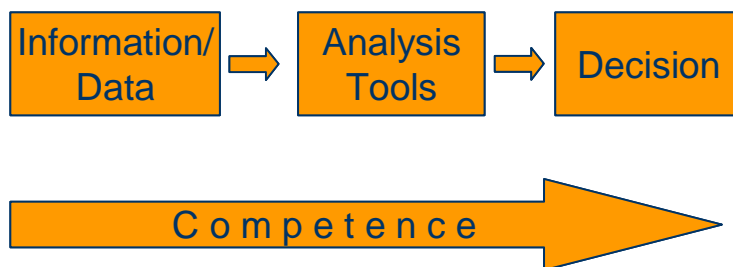 Information/
Data
Analysis
Tools
Decision
C o m p e t e n c e